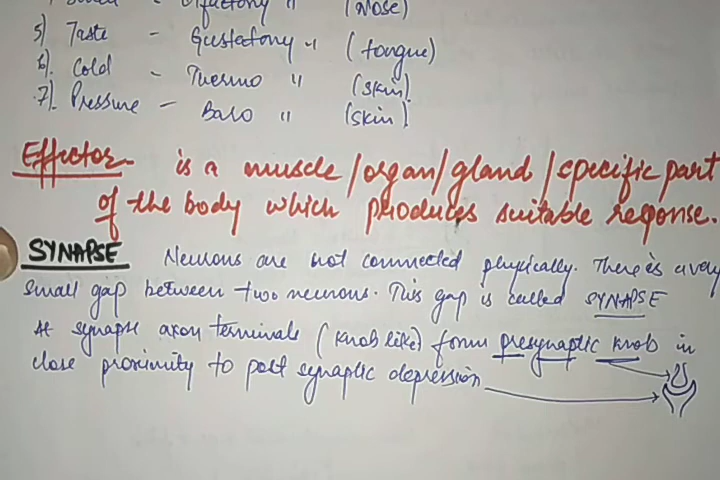 Olfactory " (Nose)
5) Taste - Gustatory " (tongue)
6). Cold - Thermo " (skin)
7). Pressure - Baro " (skin)
Effector is a muscle/organ/gland/specific part
of the body which produces suitable response.
SYNAPSE Neurons are not connected physically. There is a very
small gap between two neurons. This gap is called SYNAPSE
At synapse axon terminals (knob like) forms presynaptic knob in
close proximity to post synaptic depression